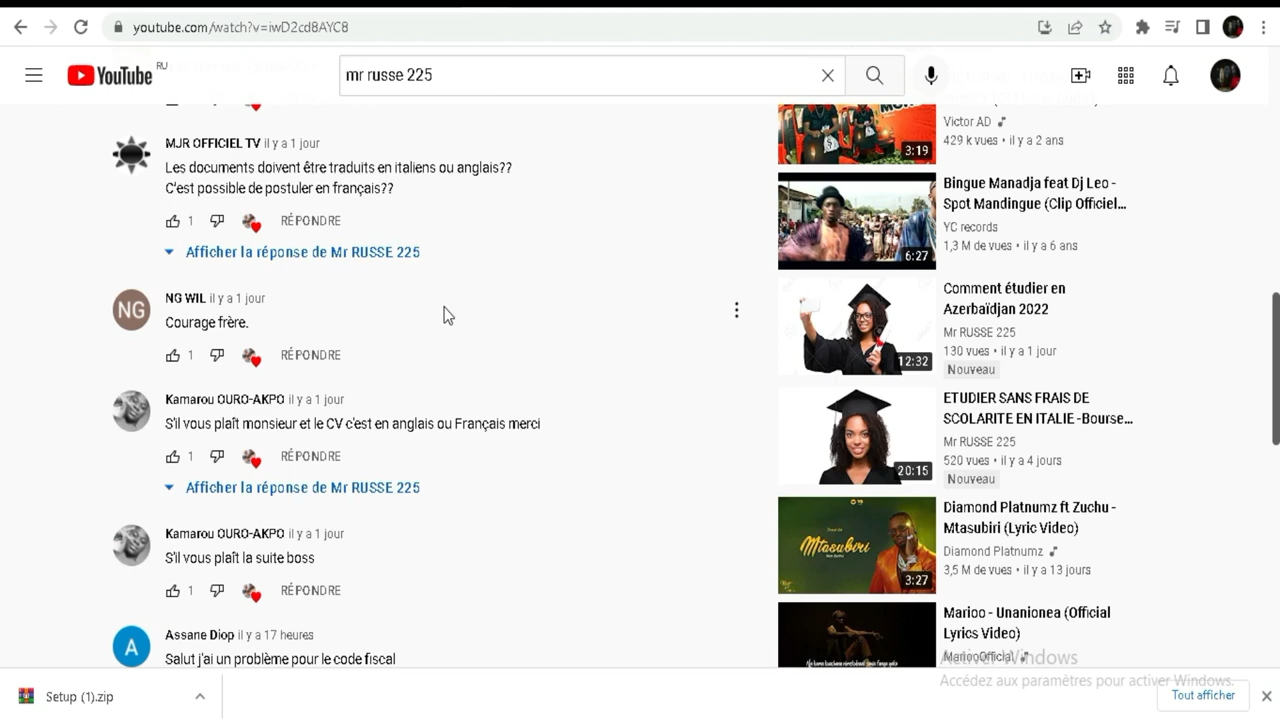 youtube.com/watch?v=iwD2cd8AYC8
YouTube RU
mr russe 225
MJR OFFICIEL TV il y a 1 jour
Les documents doivent être traduits en italiens ou anglais??
C'est possible de postuler en français??
1 RÉPONDRE
Afficher la réponse de Mr RUSSE 225
NG
NG WIL il y a 1 jour
Courage frère.
1 RÉPONDRE
Kamarou OURO-AKPO il y a 1 jour
S'il vous plaît monsieur et le CV c'est en anglais ou Français merci
1 RÉPONDRE
Afficher la réponse de Mr RUSSE 225
Kamarou OURO-AKPO il y a 1 jour
S'il vous plaît la suite boss
1 RÉPONDRE
A
Assane Diop il y a 17 heures
Salut j'ai un problème pour le code fiscal
Victor AD
429 k vues • il y a 2 ans
3:19
Bingue Manadja feat Dj Leo -
Spot Mandingue (Clip Officiel...
YC records
1,3 M de vues • il y a 6 ans
6:27
Comment étudier en
Azerbaïdjan 2022
Mr RUSSE 225
130 vues • il y a 1 jour
12:32
Nouveau
ETUDIER SANS FRAIS DE
SCOLARITE EN ITALIE -Bourse...
Mr RUSSE 225
520 vues • il y a 4 jours
20:15
Nouveau
Diamond Platnumz ft Zuchu -
Mtasubiri (Lyric Video)
Diamond Platnumz
3,5 M de vues • il y a 13 jours
Mtasubiri
3:27
Marioo - Unanionea (Official
Lyrics Video)
MariooOfficial
Activer Windows
Accédez aux paramètres pour activer Windows.
Setup (1).zip
Tout afficher